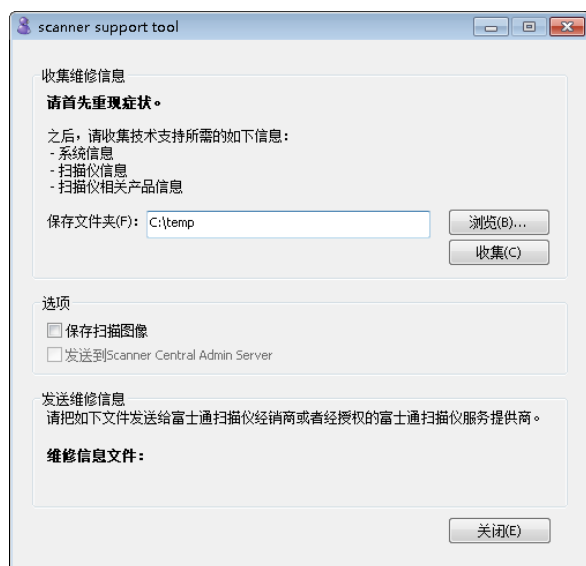 scanner support tool
收集维修信息
请首先重现症状。
之后，请收集技术支持所需的如下信息：
- 系统信息
- 扫描仪信息
- 扫描仪相关产品信息
保存文件夹(F)： C:\temp 浏览(B)...
收集(C)
选项
保存扫描图像
发送到Scanner Central Admin Server
发送维修信息
请把如下文件发送给富士通扫描仪经销商或者经授权的富士通扫描仪服务提供商。
维修信息文件：
关闭(E)